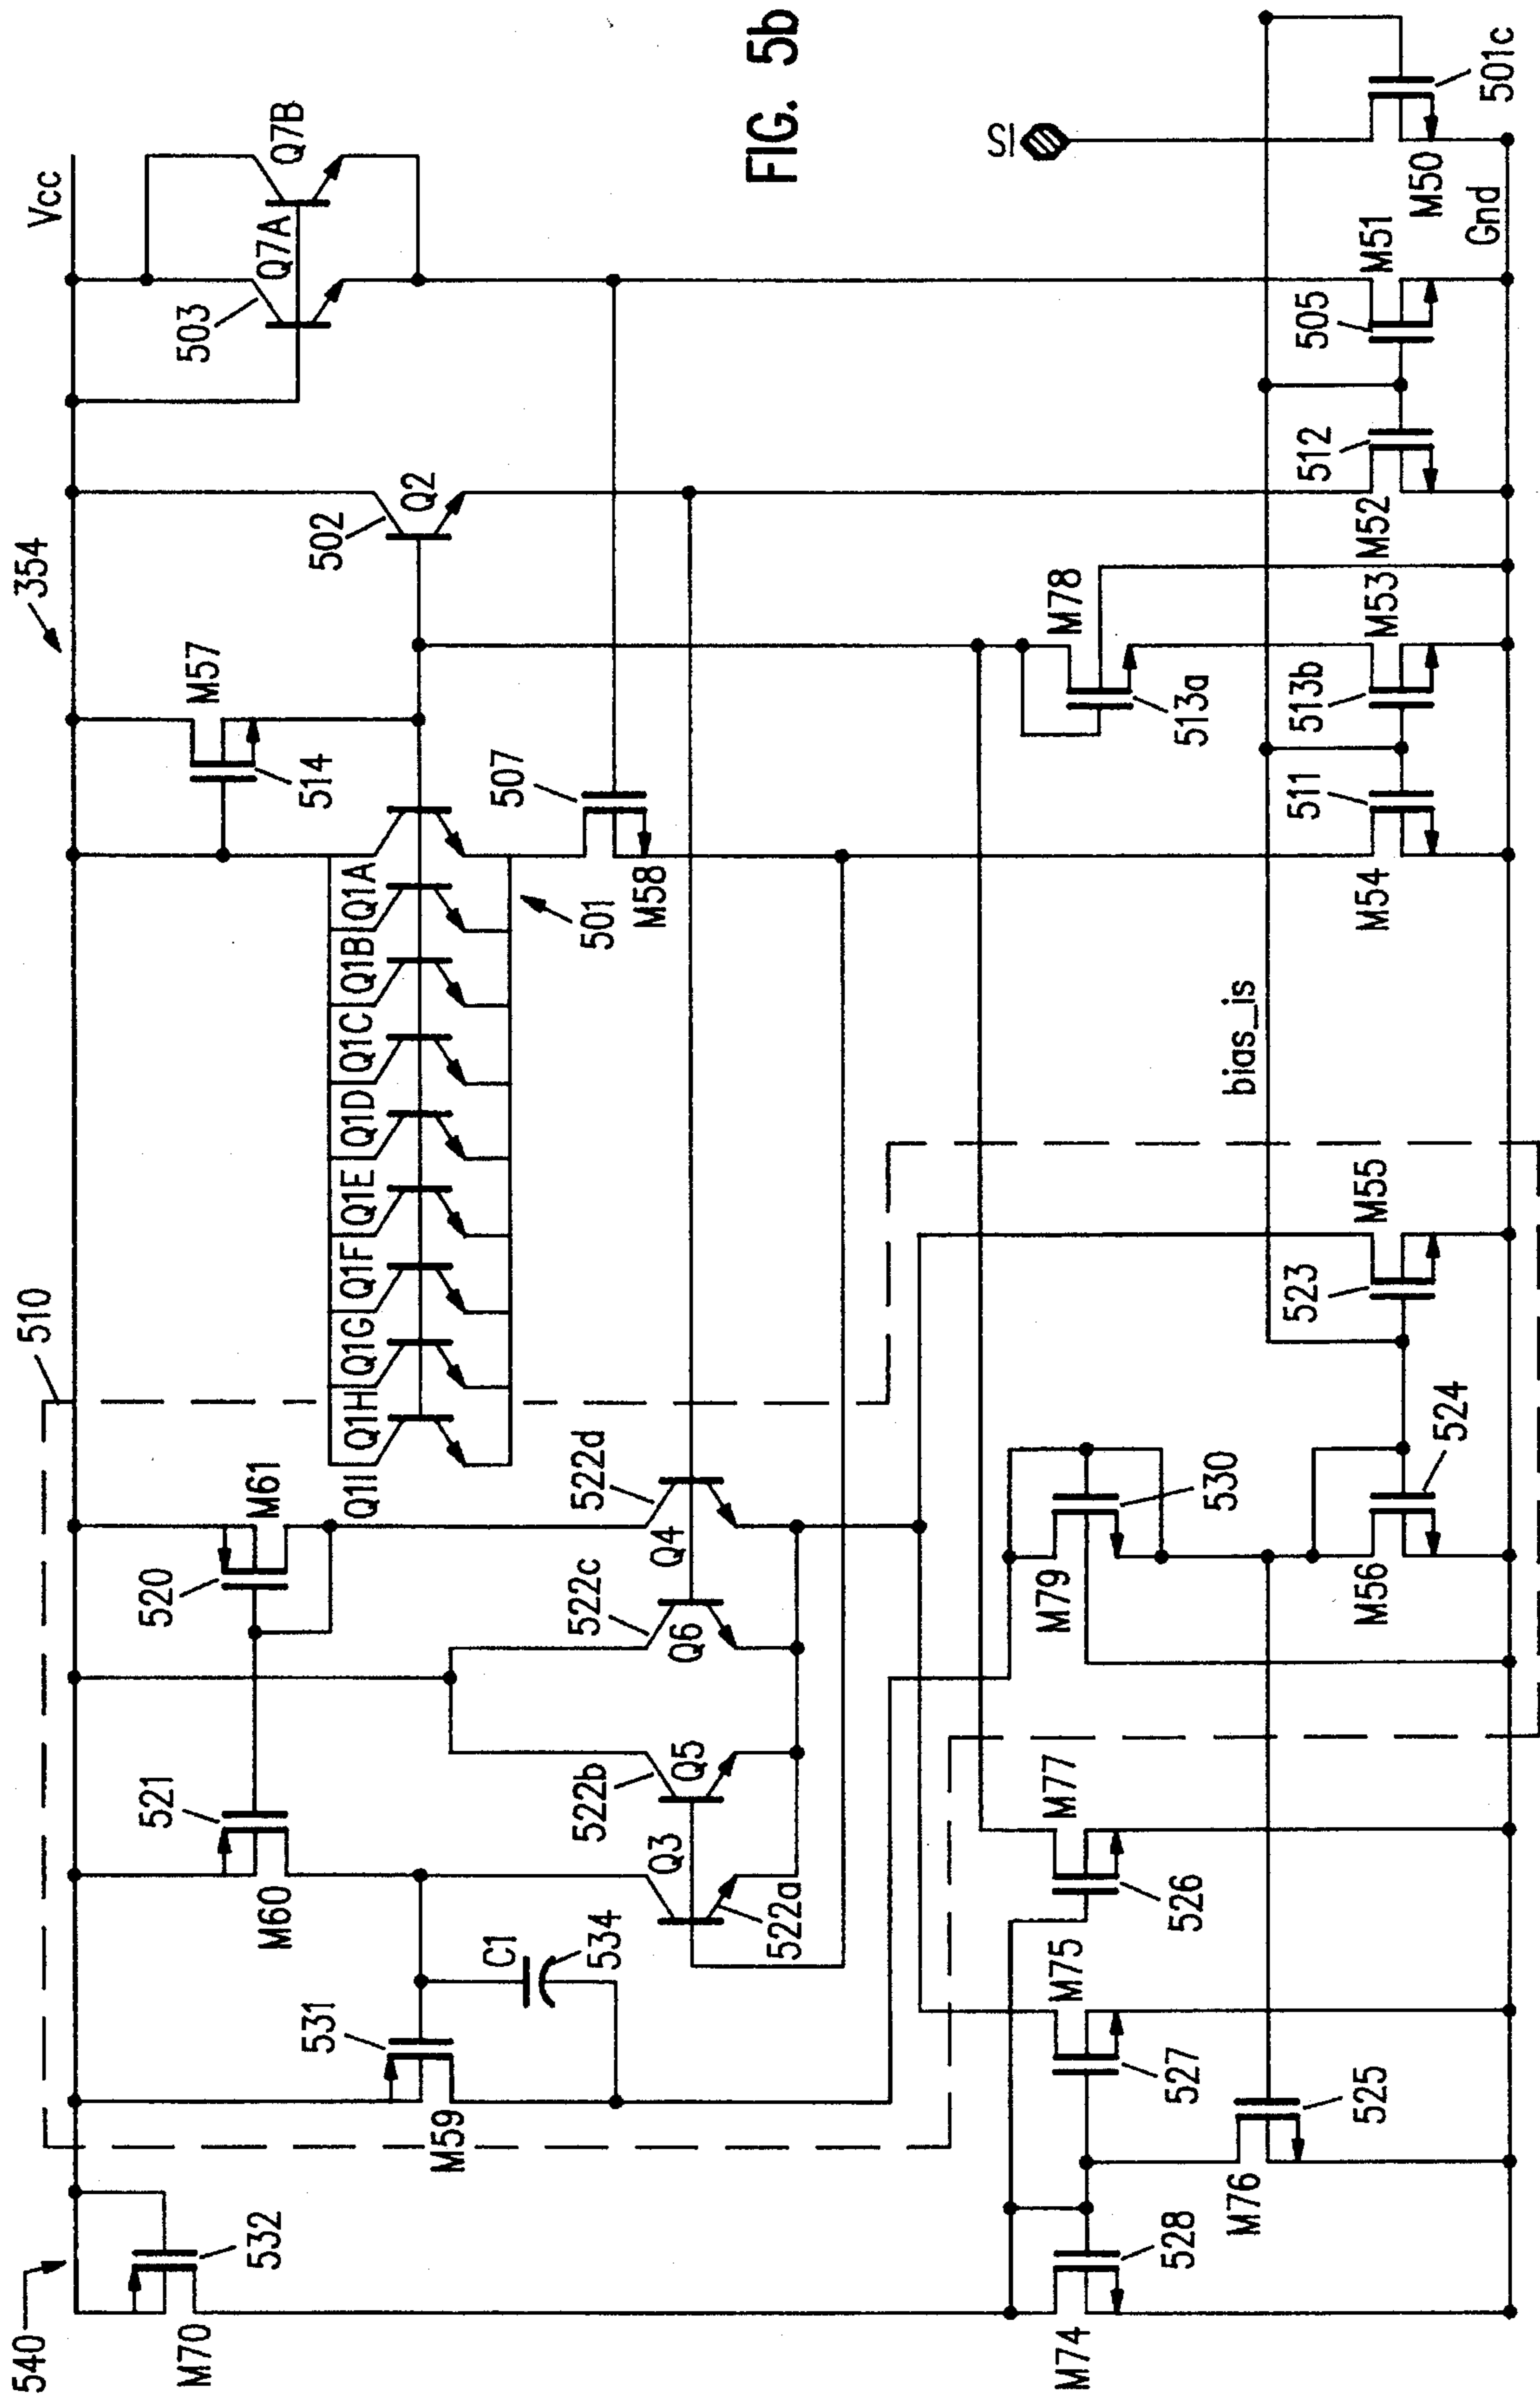 Vcc
354
540
510
M57
514
503
Q7A
Q7B
502
Q2
FIG. 5b
532
M70
M59
531
C1
534
M60
521
520
M61
Q1I
Q1H
Q1G
Q1F
Q1E
Q1D
Q1C
Q1B
Q1A
501
507
M58
522a
Q3
522b
Q5
Q6
522c
Q4
522d
IS
M78
513a
M74
528
M76
525
527
M75
526
M77
M79
530
M56
524
523
M55
bias_is
M54
511
513b
M53
M52
512
505
M51
M50
501c
Gnd